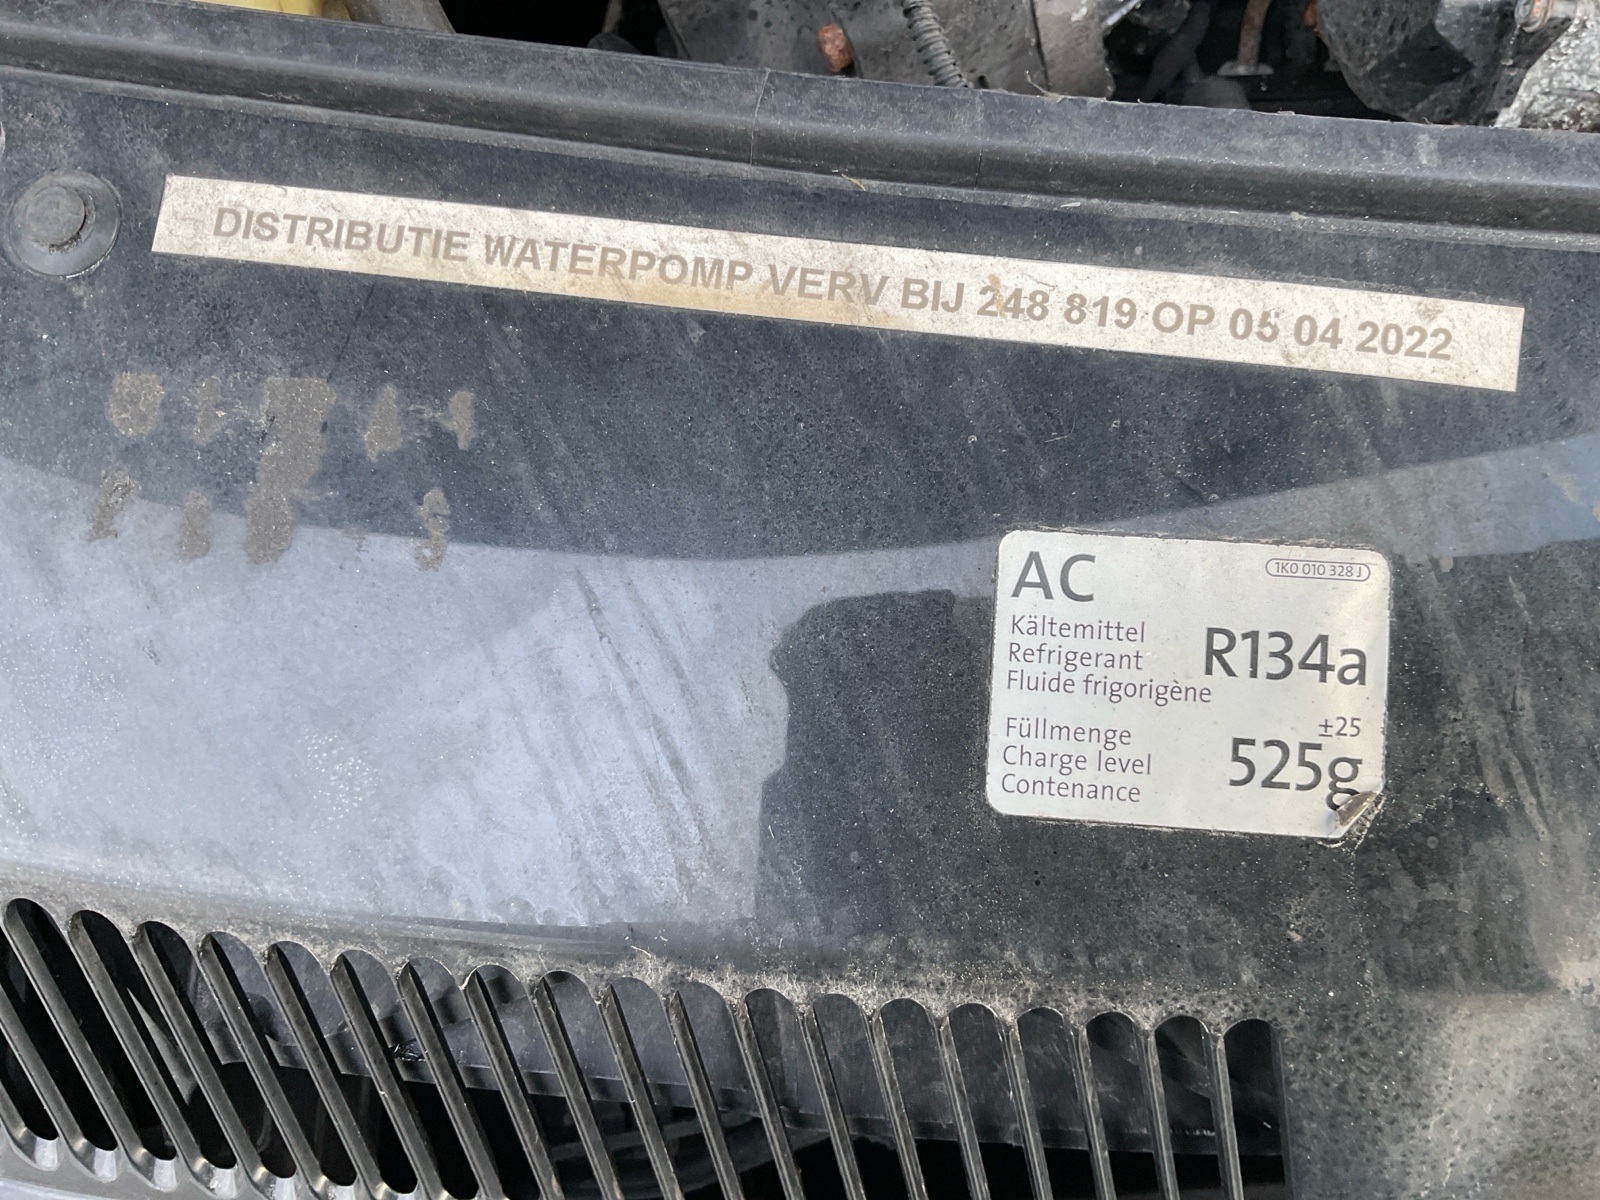 DISTRIBUTIE WATERPOMP VERV BIJ 248 819 OP 05 04 2022
AC
1K0 010 328 J
Kältemittel
Refrigerant
Fluide frigorigène
R134a
Füllmenge
Charge level
Contenance
±25
525g